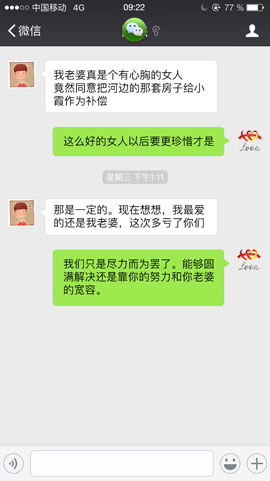 中国移动 4G 09:22 77 %
微信
我老婆真是个有心胸的女人
竟然同意把河边的那套房子给小
霞作为补偿
这么好的女人以后要更珍惜才是
星期三 下午1:11
那是一定的。现在想想，我最爱
的还是我老婆，这次多亏了你们
我们只是尽力而为罢了。能够圆
满解决还是靠你的努力和你老婆
的宽容。
Love
Love